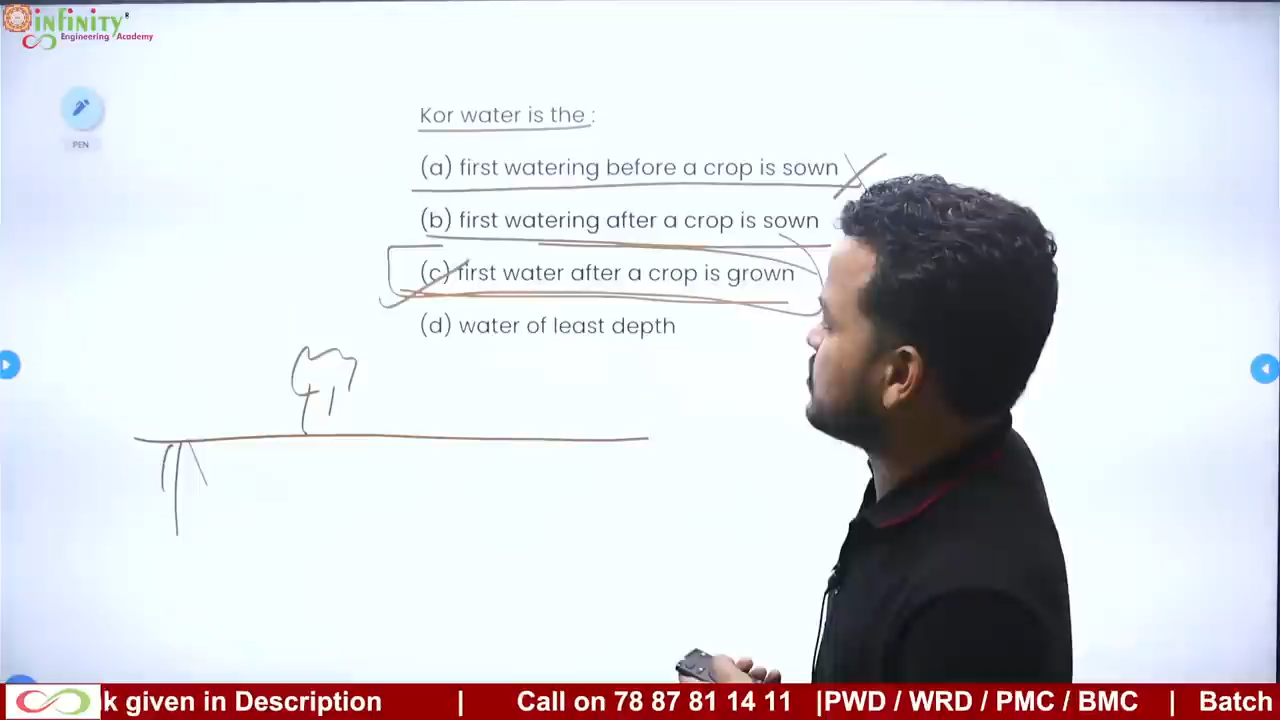 infinity
Engineering Academy
PEN
Kor water is the :
(a) first watering before a crop is sown
(b) first watering after a crop is sown
(c) first water after a crop is grown
(d) water of least depth
k given in Description | Call on 78 87 81 14 11 |PWD / WRD / PMC / BMC | Batch